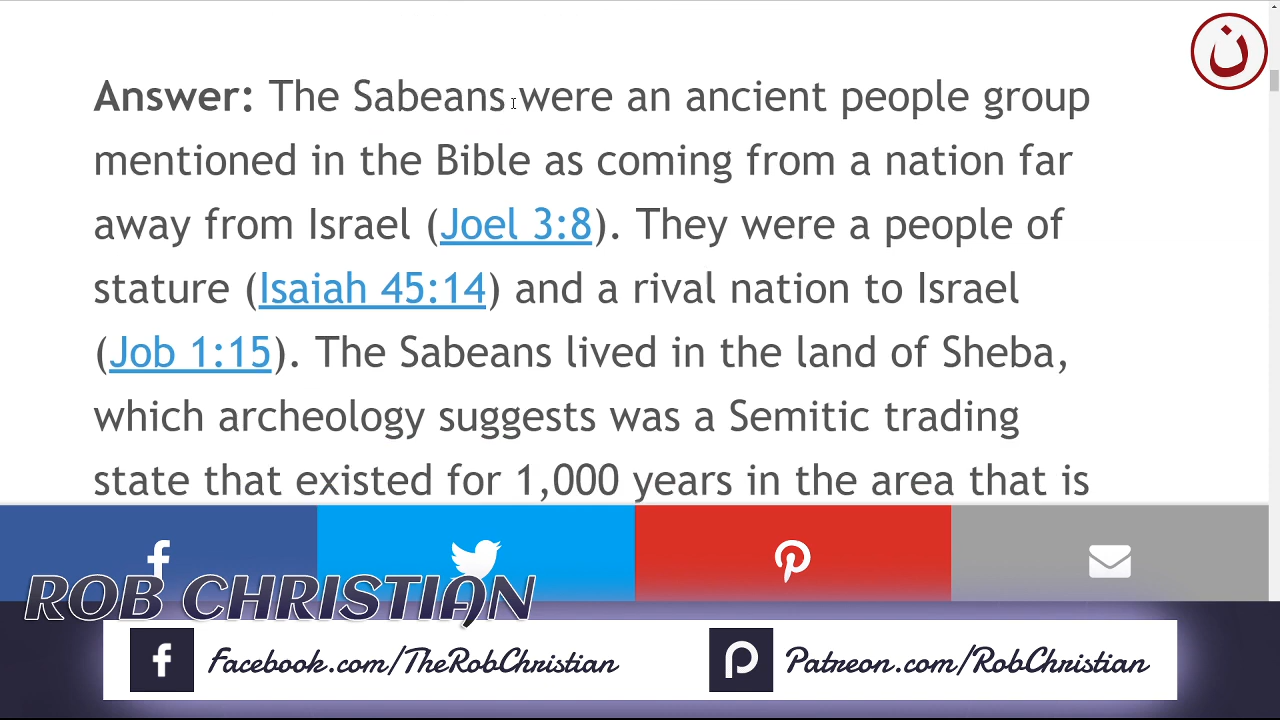 ن
Answer: The Sabeans were an ancient people group
mentioned in the Bible as coming from a nation far
away from Israel (Joel 3:8). They were a people of
stature (Isaiah 45:14) and a rival nation to Israel
(Job 1:15). The Sabeans lived in the land of Sheba,
which archeology suggests was a Semitic trading
state that existed for 1,000 years in the area that is
ROB CHRISTIAN
Facebook.com/TheRobChristian
Patreon.com/RobChristian